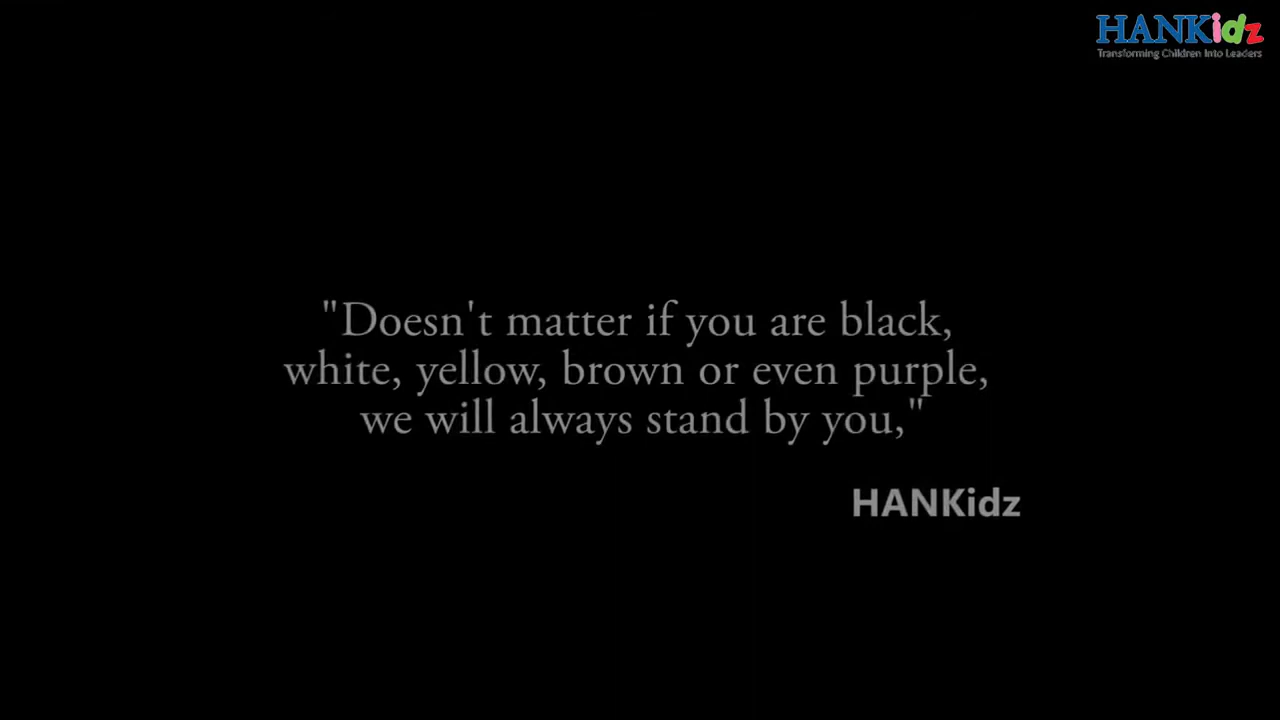 HANKidz
Transforming Children Into Leaders
"Doesn't matter if you are black,
white, yellow, brown or even purple,
we will always stand by you,"
HANKidz